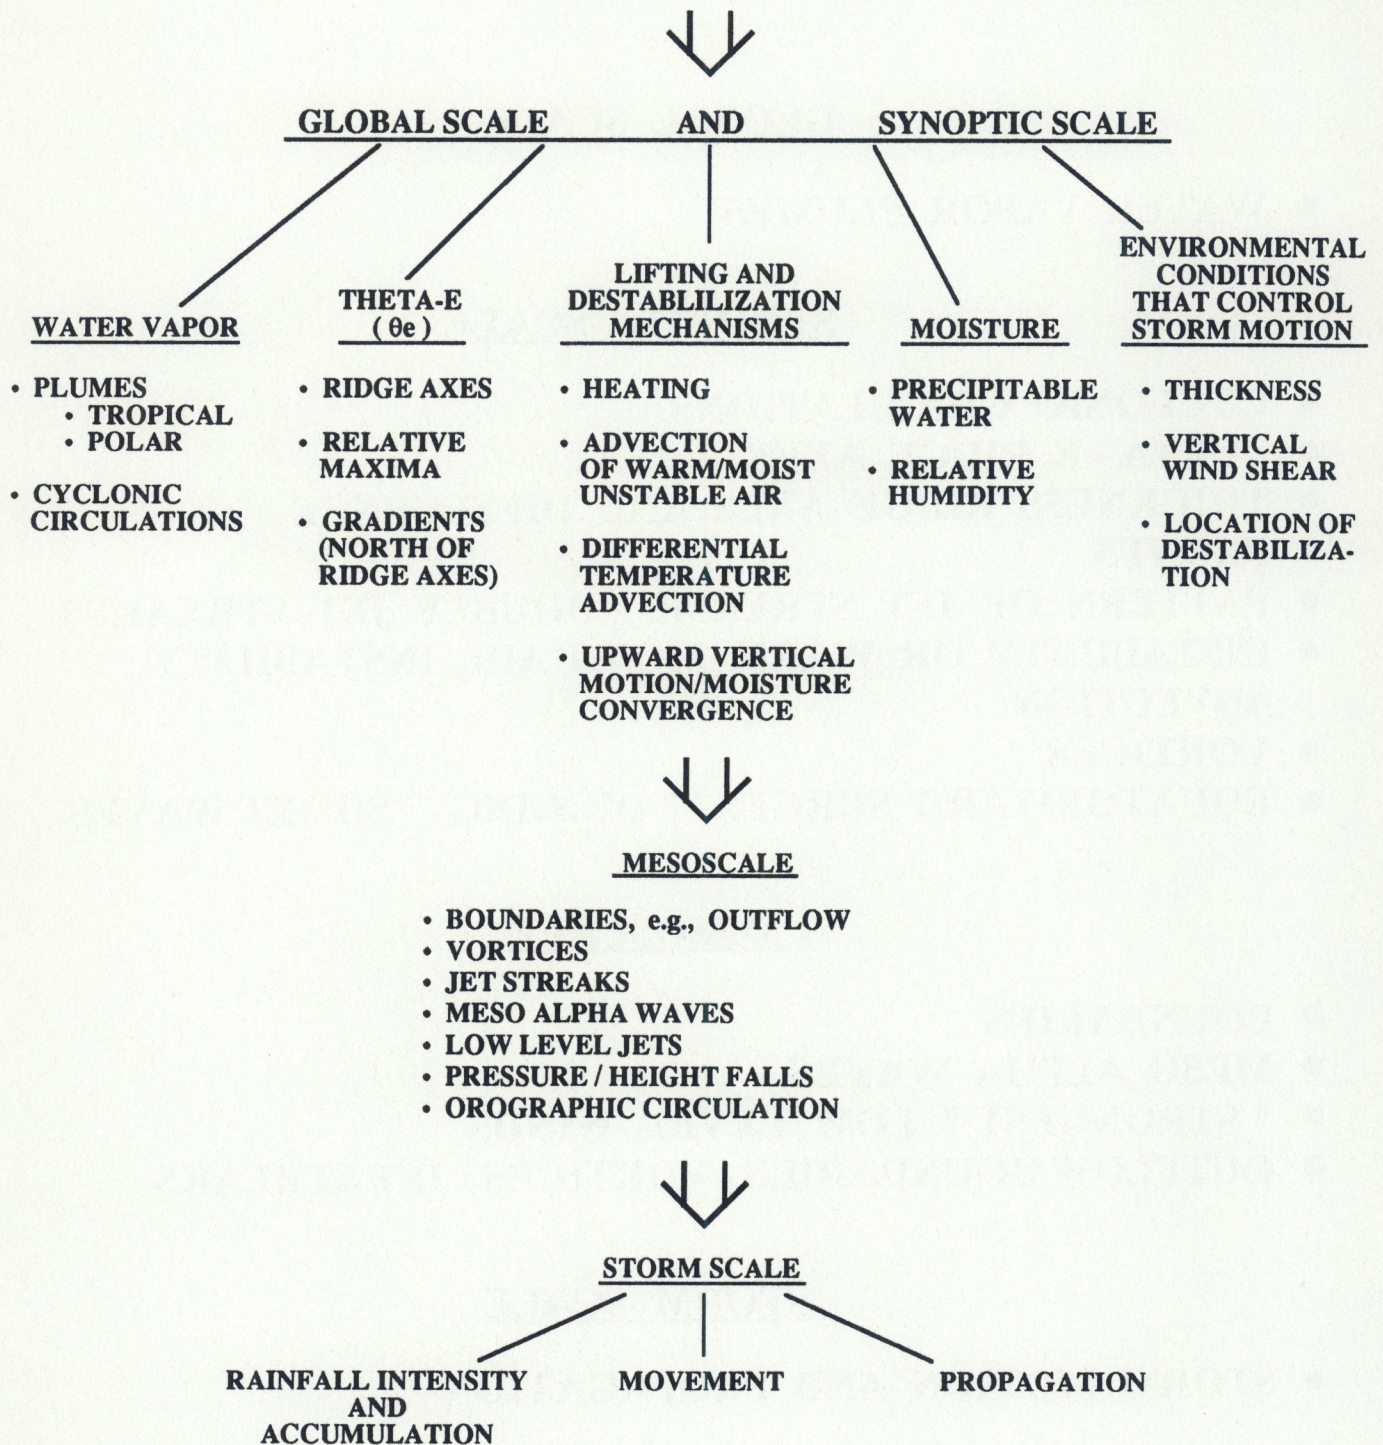 GLOBAL SCALE AND SYNOPTIC SCALE
WATER VAPOR
• PLUMES
• TROPICAL
• POLAR
• CYCLONIC
CIRCULATIONS
THETA-E
( θe )
• RIDGE AXES
• RELATIVE
MAXIMA
• GRADIENTS
(NORTH OF
RIDGE AXES)
LIFTING AND
DESTABLILIZATION
MECHANISMS
• HEATING
• ADVECTION
OF WARM/MOIST
UNSTABLE AIR
• DIFFERENTIAL
TEMPERATURE
ADVECTION
• UPWARD VERTICAL
MOTION/MOISTURE
CONVERGENCE
MOISTURE
• PRECIPITABLE
WATER
• RELATIVE
HUMIDITY
ENVIRONMENTAL
CONDITIONS
THAT CONTROL
STORM MOTION
• THICKNESS
• VERTICAL
WIND SHEAR
• LOCATION OF
DESTABILIZA-
TION
MESOSCALE
• BOUNDARIES, e.g., OUTFLOW
• VORTICES
• JET STREAKS
• MESO ALPHA WAVES
• LOW LEVEL JETS
• PRESSURE / HEIGHT FALLS
• OROGRAPHIC CIRCULATION
STORM SCALE
RAINFALL INTENSITY
AND
ACCUMULATION
MOVEMENT
PROPAGATION